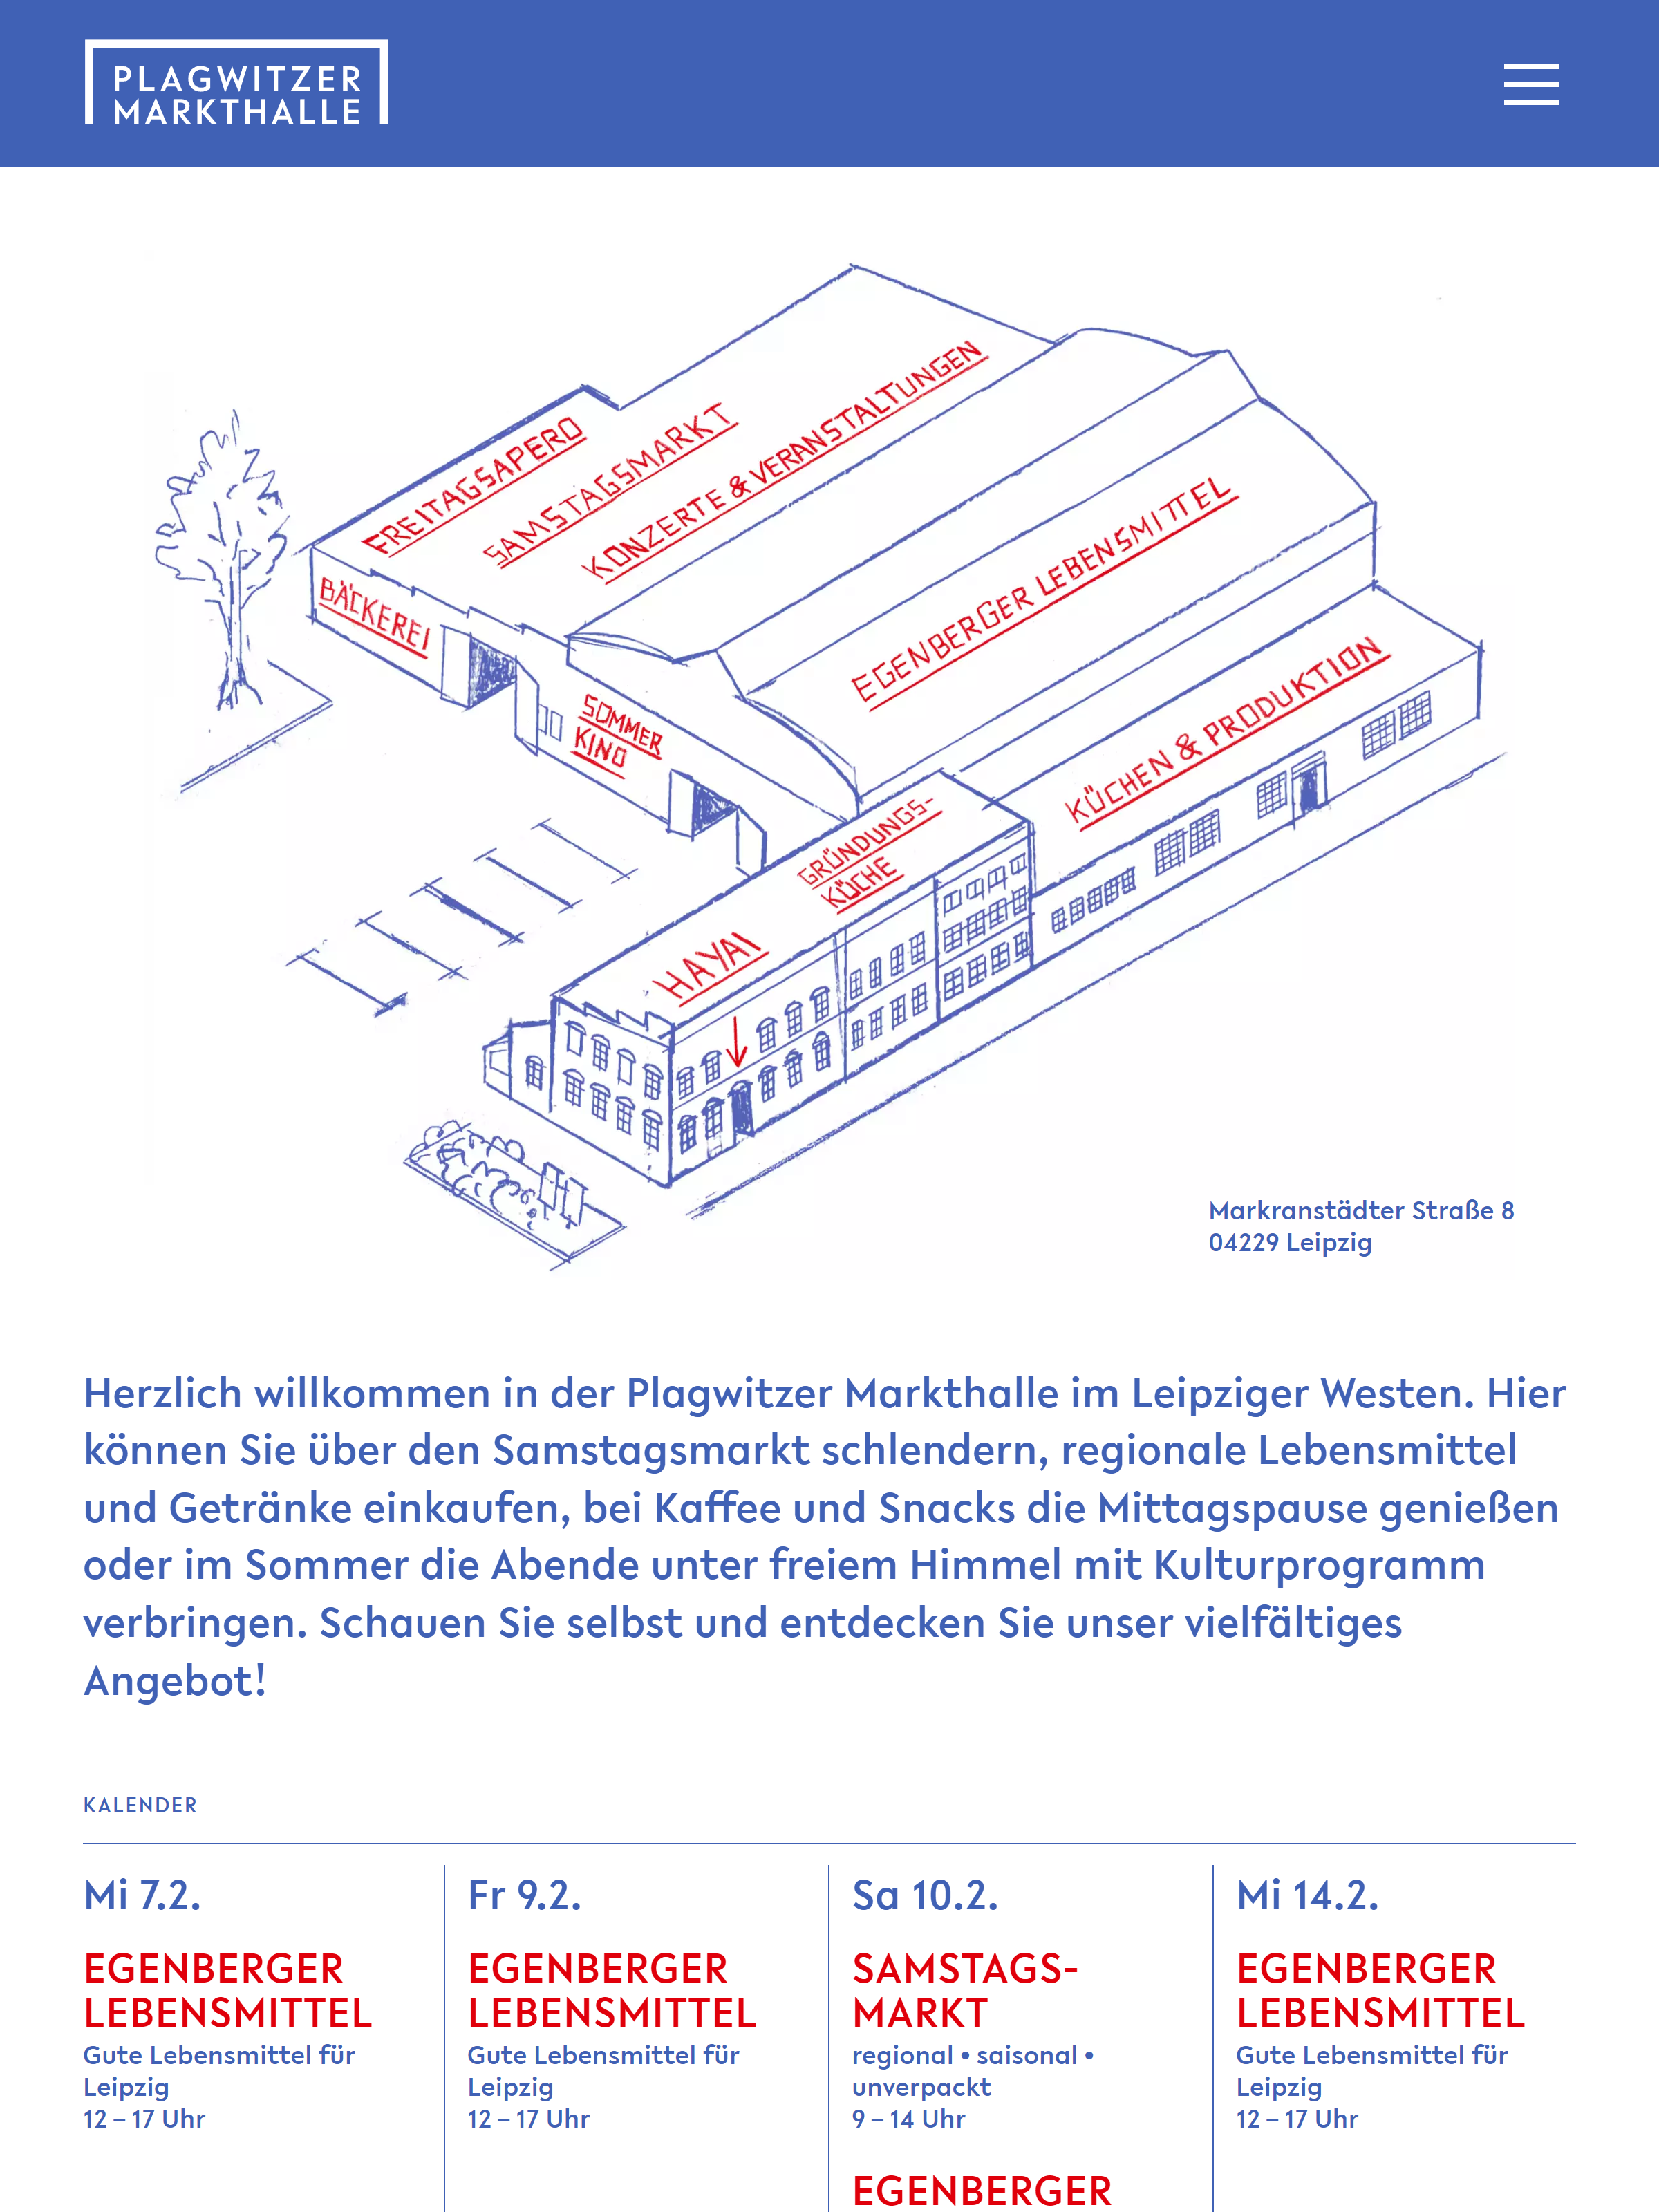 PLAGWITZER
MARKTHALLE
FREITAGSAPERO
SAMSTAGSMARKT
KONZERTE & VERANSTALTUNGEN
BÄCKEREI
SOMMER
KINO
EGENBERGER LEBENSMITTEL
KÜCHEN & PRODUKTION
GRÜNDUNGS-
KÜCHE
HAYAI
Markranstädter Straße 8
04229 Leipzig
Herzlich willkommen in der Plagwitzer Markthalle im Leipziger Westen. Hier
können Sie über den Samstagsmarkt schlendern, regionale Lebensmittel
und Getränke einkaufen, bei Kaffee und Snacks die Mittagspause genießen
oder im Sommer die Abende unter freiem Himmel mit Kulturprogramm
verbringen. Schauen Sie selbst und entdecken Sie unser vielfältiges
Angebot!
KALENDER
Mi 7.2.
EGENBERGER
LEBENSMITTEL
Gute Lebensmittel für
Leipzig
12 – 17 Uhr
Fr 9.2.
EGENBERGER
LEBENSMITTEL
Gute Lebensmittel für
Leipzig
12 – 17 Uhr
Sa 10.2.
SAMSTAGS-
MARKT
regional • saisonal •
unverpackt
9 – 14 Uhr
EGENBERGER
Mi 14.2.
EGENBERGER
LEBENSMITTEL
Gute Lebensmittel für
Leipzig
12 – 17 Uhr